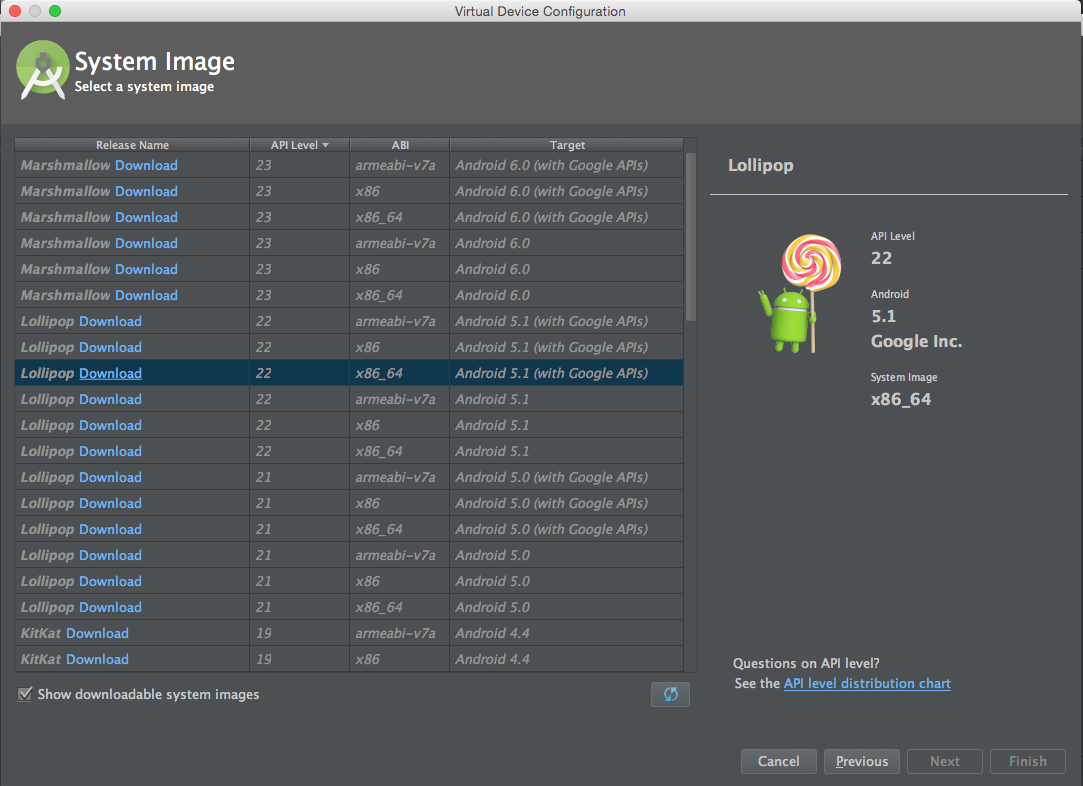 Virtual Device Configuration
System Image
Select a system image
Release Name API Level ABI Target
Marshmallow Download 23 armeabi-v7a Android 6.0 (with Google APIs)
Marshmallow Download 23 x86 Android 6.0 (with Google APIs)
Marshmallow Download 23 x86_64 Android 6.0 (with Google APIs)
Marshmallow Download 23 armeabi-v7a Android 6.0
Marshmallow Download 23 x86 Android 6.0
Marshmallow Download 23 x86_64 Android 6.0
Lollipop Download 22 armeabi-v7a Android 5.1 (with Google APIs)
Lollipop Download 22 x86 Android 5.1 (with Google APIs)
Lollipop Download 22 x86_64 Android 5.1 (with Google APIs)
Lollipop Download 22 armeabi-v7a Android 5.1
Lollipop Download 22 x86 Android 5.1
Lollipop Download 22 x86_64 Android 5.1
Lollipop Download 21 armeabi-v7a Android 5.0 (with Google APIs)
Lollipop Download 21 x86 Android 5.0 (with Google APIs)
Lollipop Download 21 x86_64 Android 5.0 (with Google APIs)
Lollipop Download 21 armeabi-v7a Android 5.0
Lollipop Download 21 x86 Android 5.0
Lollipop Download 21 x86_64 Android 5.0
KitKat Download 19 armeabi-v7a Android 4.4
KitKat Download 19 x86 Android 4.4
Show downloadable system images
Lollipop
API Level
22
Android
5.1
Google Inc.
System Image
x86_64
Questions on API level?
See the API level distribution chart
Cancel Previous Next Finish